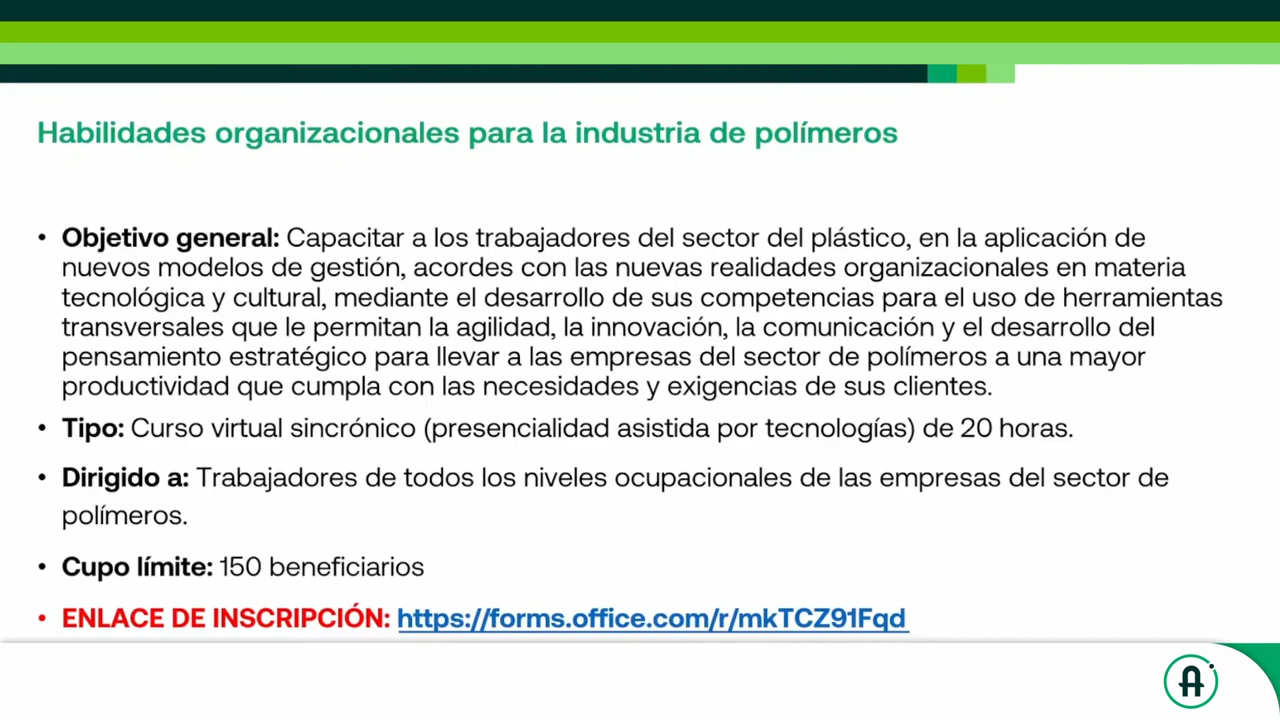 Habilidades organizacionales para la industria de polímeros
• Objetivo general: Capacitar a los trabajadores del sector del plástico, en la aplicación de
nuevos modelos de gestión, acordes con las nuevas realidades organizacionales en materia
tecnológica y cultural, mediante el desarrollo de sus competencias para el uso de herramientas
transversales que le permitan la agilidad, la innovación, la comunicación y el desarrollo del
pensamiento estratégico para llevar a las empresas del sector de polímeros a una mayor
productividad que cumpla con las necesidades y exigencias de sus clientes.
• Tipo: Curso virtual sincrónico (presencialidad asistida por tecnologías) de 20 horas.
• Dirigido a: Trabajadores de todos los niveles ocupacionales de las empresas del sector de
polímeros.
• Cupo límite: 150 beneficiarios
• ENLACE DE INSCRIPCIÓN: https://forms.office.com/r/mkTCZ91Fqd
A